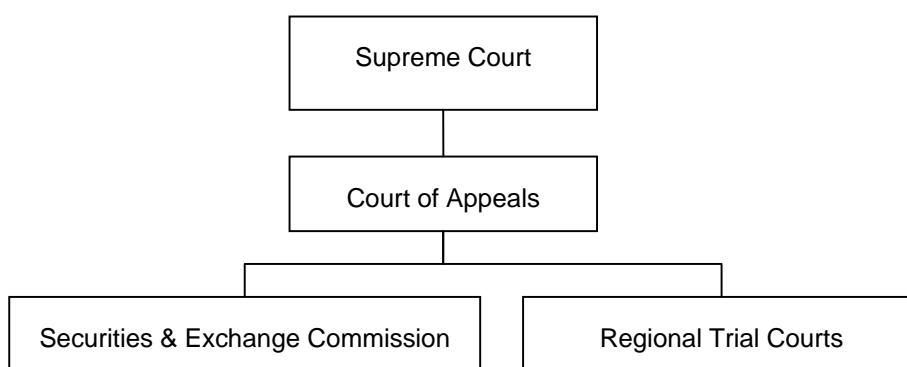 Supreme Court
Court of Appeals
Securities & Exchange Commission
Regional Trial Courts